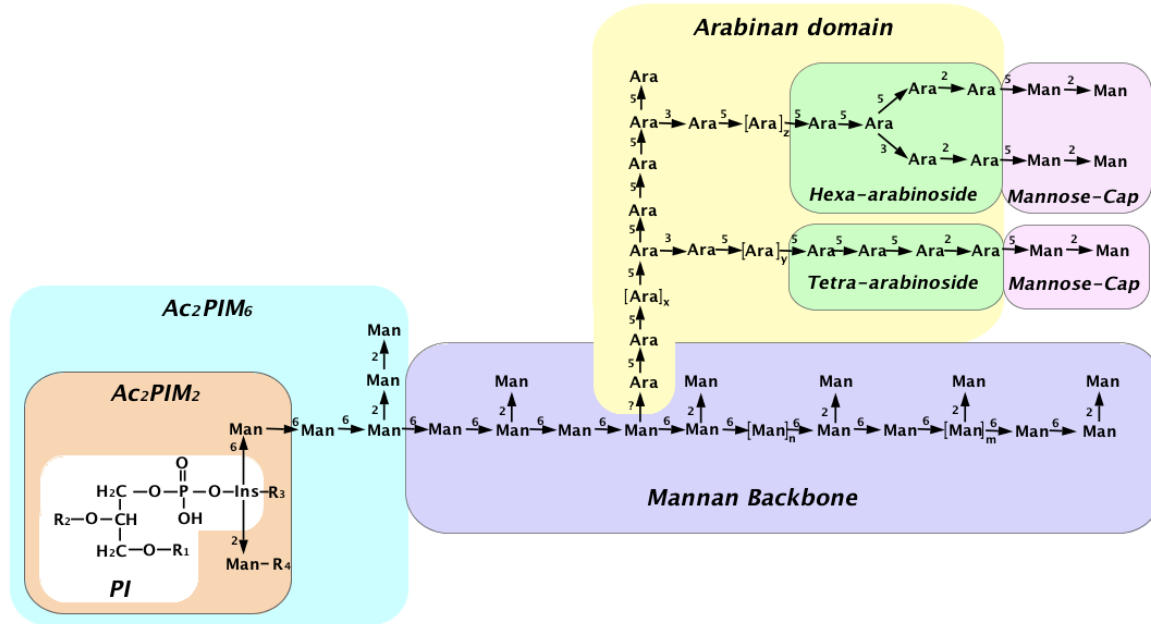 Arabinan domain
Ara
5 2 5 2
Ara Ara Man Man
5
Ara 3 Ara 5 [Ara]z 5 Ara 5 Ara
5 3 2 5 2
Ara Ara Ara Man Man
5
Ara Hexa-arabinoside Mannose-Cap
5
Ara 3 Ara 5 [Ara]y 5 Ara 5 Ara 5 Ara 2 Ara 5 Man 2 Man
5
Tetra-arabinoside Mannose-Cap
[Ara]x
5
Ac₂PIM₆
Man Ara
2 5
Man Ara Man Man Man Man Man
Ac₂PIM₂
2 ? 2 2 2 2 2
Man 6 Man 6 Man 6 Man 6 Man 6 Man 6 Man 6 Man 6 [Man]n 6 Man 6 Man 6 [Man]m 6 Man 6 Man
6
O
H₂C—O—P—O—Ins—R₃
Mannan Backbone
R₂—O—CH OH
2
H₂C—O—R₁ Man—R₄
PI